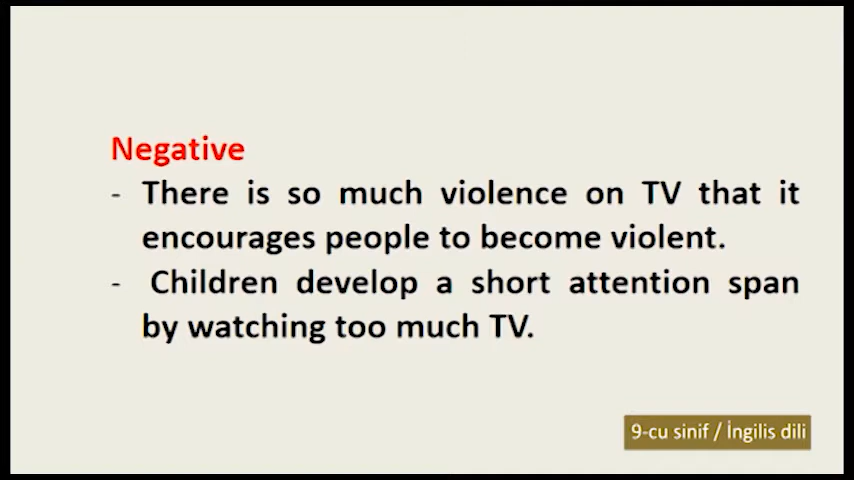 Negative
- There is so much violence on TV that it
encourages people to become violent.
- Children develop a short attention span
by watching too much TV.
9-cu sinif / İngilis dili